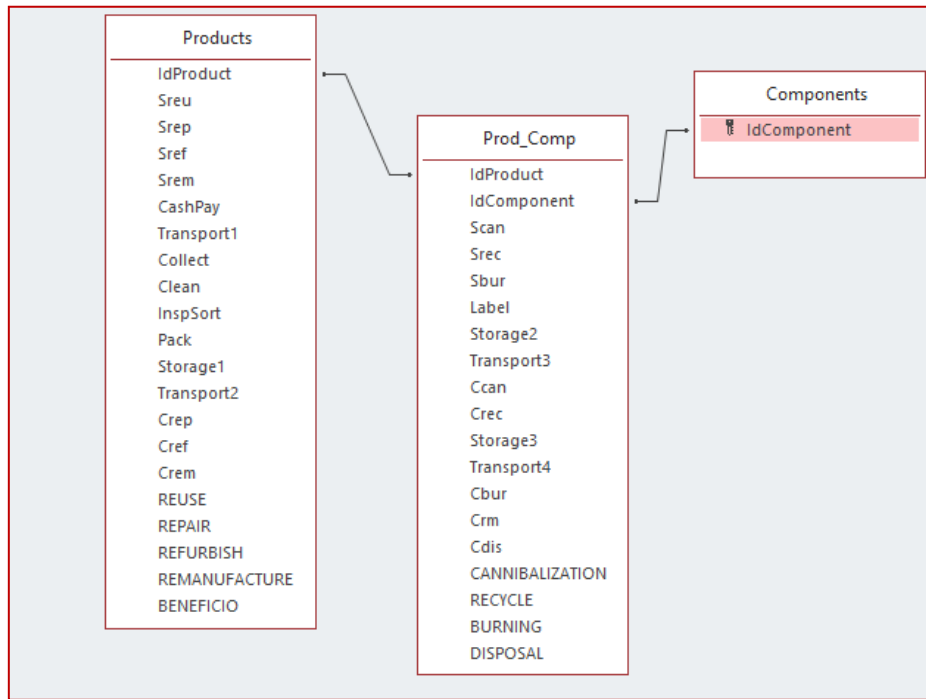 Products
IdProduct
Sreu
Srep
Sref
Srem
CashPay
Transport1
Collect
Clean
InspSort
Pack
Storage1
Transport2
Crep
Cref
Crem
REUSE
REPAIR
REFURBISH
REMANUFACTURE
BENEFICIO
Prod_Comp
IdProduct
IdComponent
Scan
Srec
Sbur
Label
Storage2
Transport3
Ccan
Crec
Storage3
Transport4
Cbur
Crm
Cdis
CANNIBALIZATION
RECYCLE
BURNING
DISPOSAL
Components
IdComponent